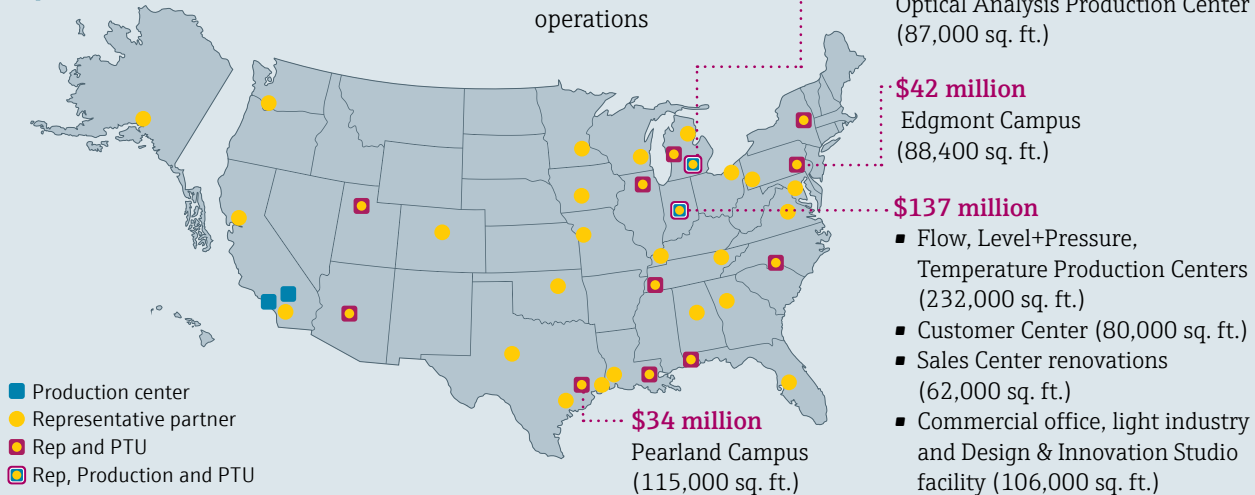 operations
Optical Analysis Production Center
(87,000 sq. ft.)
$42 million
Edgmont Campus
(88,400 sq. ft.)
$137 million
▪ Flow, Level+Pressure,
Temperature Production Centers
(232,000 sq. ft.)
▪ Customer Center (80,000 sq. ft.)
▪ Sales Center renovations
(62,000 sq. ft.)
▪ Commercial office, light industry
and Design & Innovation Studio
facility (106,000 sq. ft.)
$34 million
Pearland Campus
(115,000 sq. ft.)
Production center
Representative partner
Rep and PTU
Rep, Production and PTU